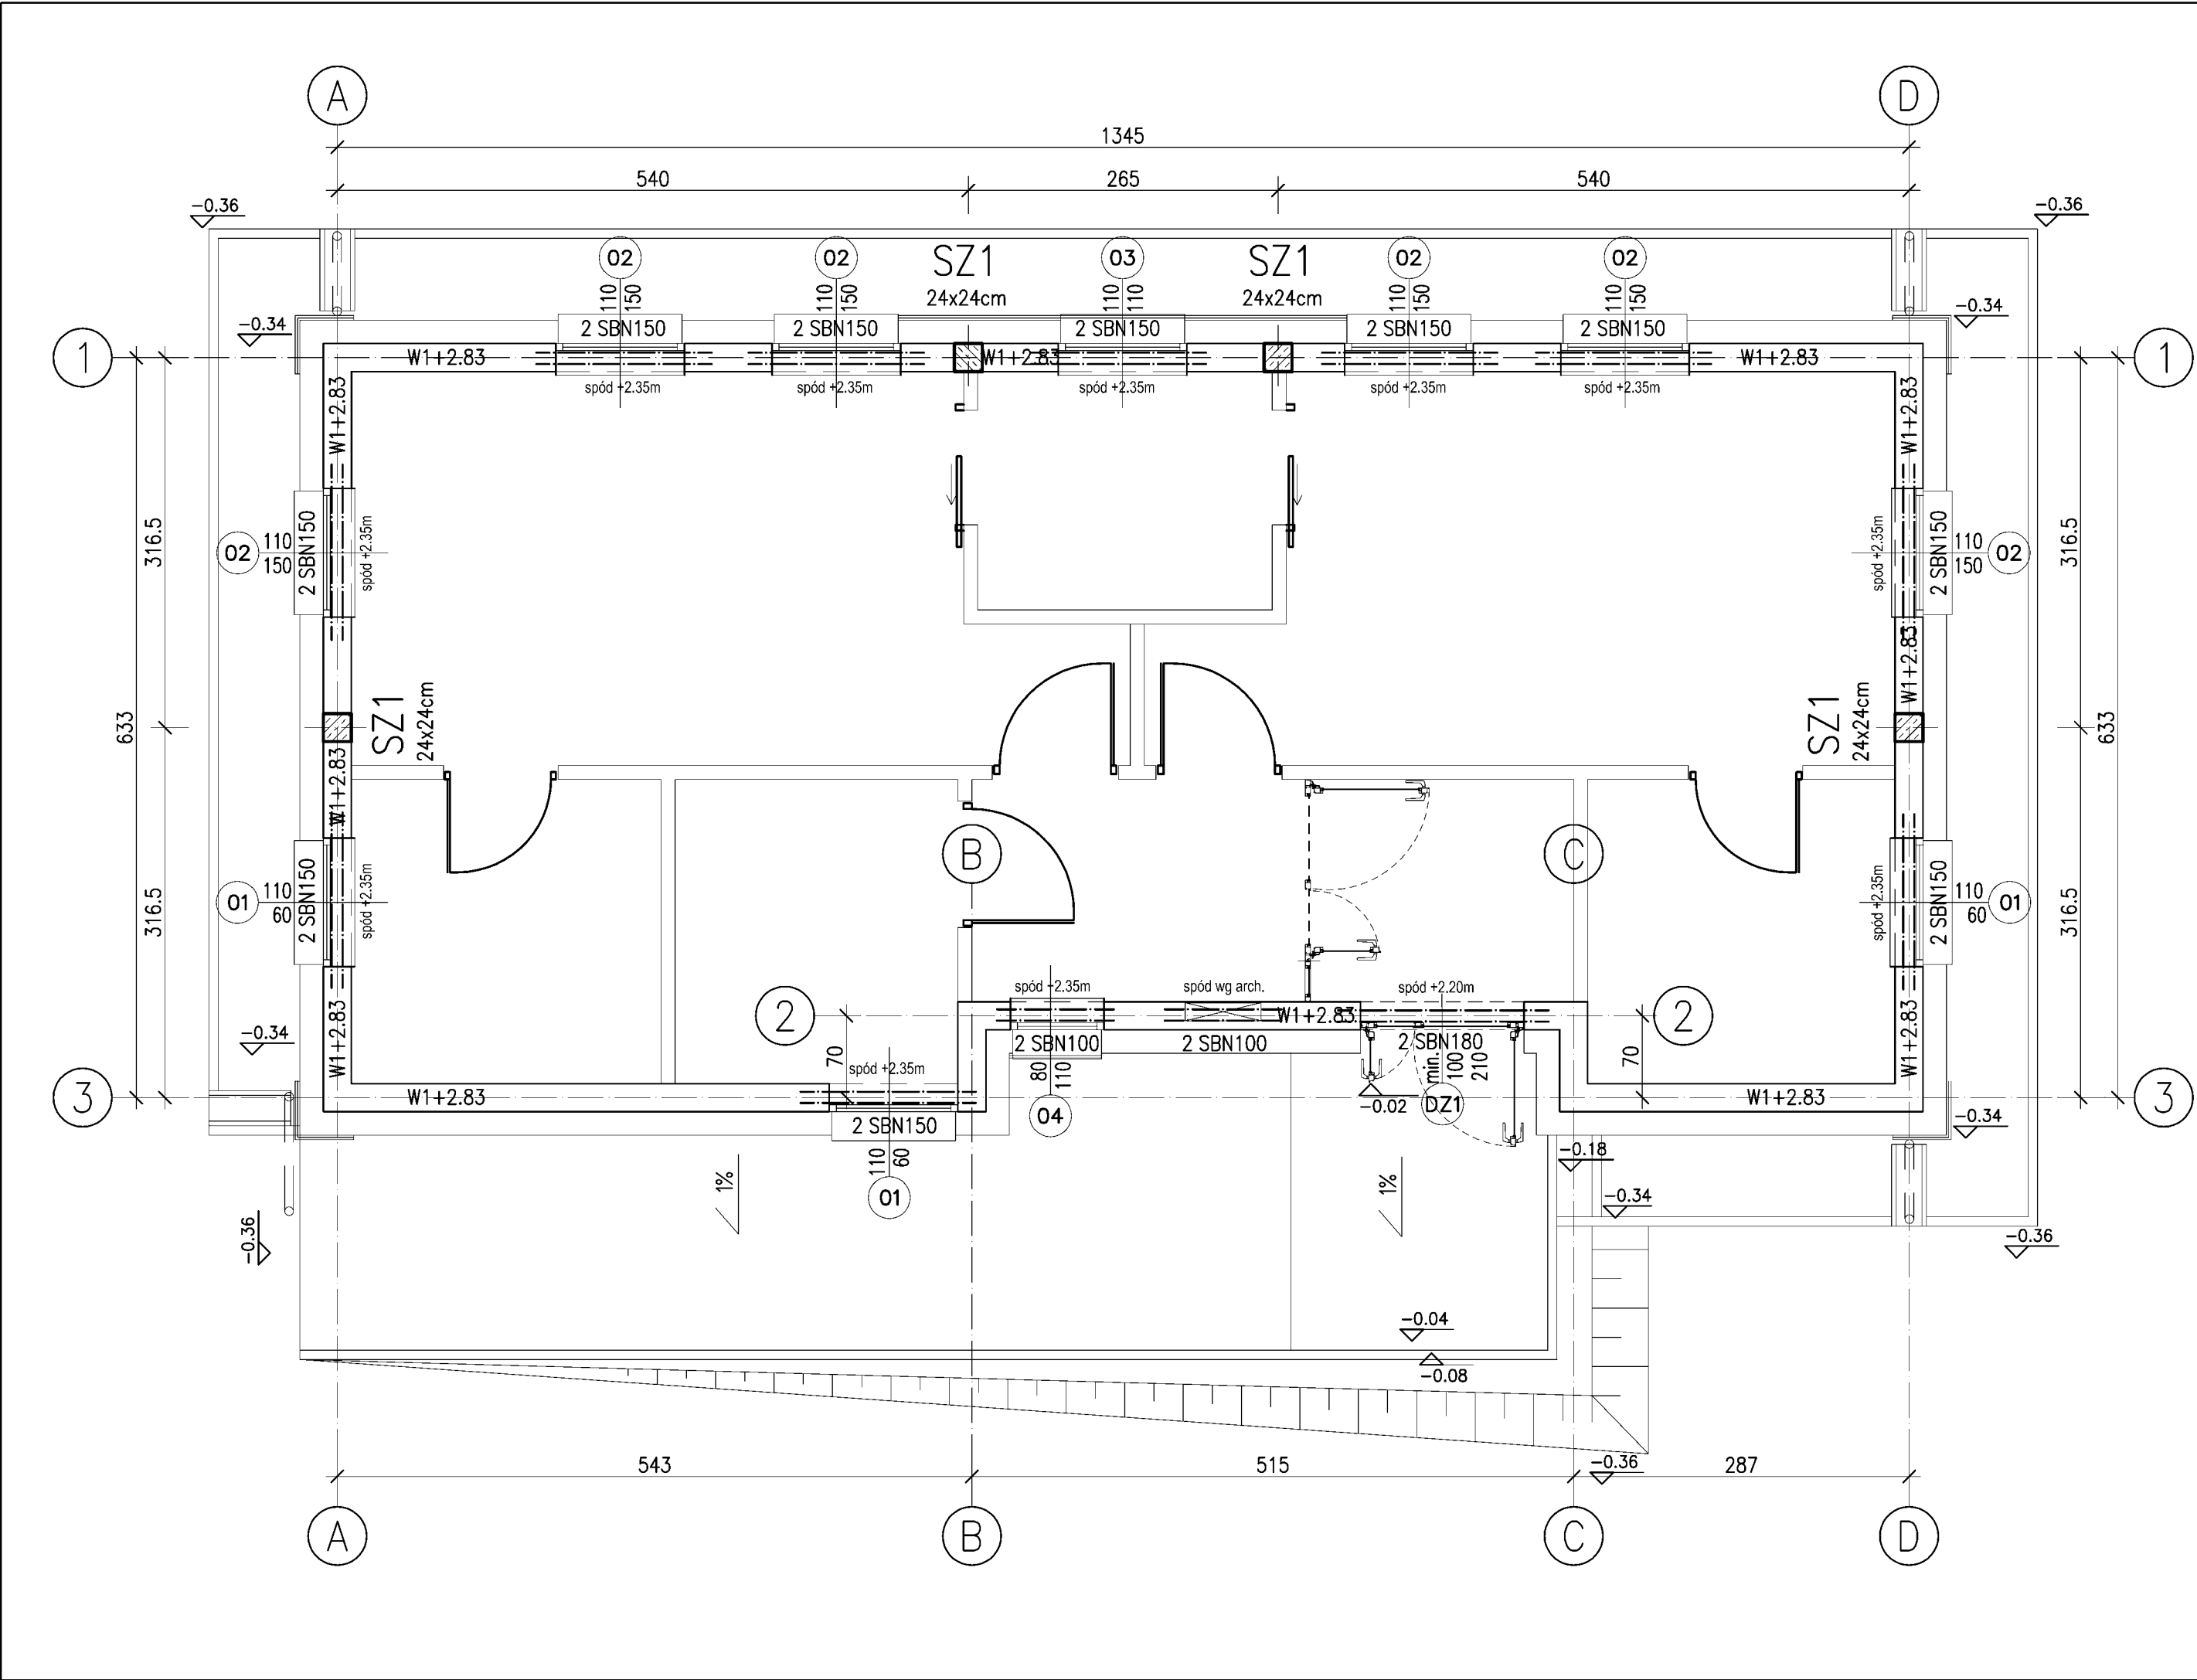 A
D
1345
540
265
540
-0.36
-0.36
02
02
SZ1
03
SZ1
02
02
24x24cm
24x24cm
110
150
110
150
110
110
110
150
110
150
-0.34
-0.34
2 SBN150
2 SBN150
2 SBN150
2 SBN150
2 SBN150
1
W1+2.83
W1+2.83
W1+2.83
1
spód +2.35m
spód +2.35m
spód +2.35m
spód +2.35m
spód +2.35m
W1+2.83
W1+2.83
316.5
02
110
150
2 SBN150
spód +2.35m
spód +2.35m
2 SBN150
110
150
02
316.5
W1+2.83
633
SZ1
24x24cm
SZ1
24x24cm
633
W1+2.83
B
C
316.5
01
110
60
2 SBN150
spód +2.35m
spód +2.35m
2 SBN150
110
60
01
316.5
spód +2.35m
spód wg arch.
spód +2.20m
2
W1+2.83
2
W1+2.83
W1+2.83
-0.34
70
2 SBN100
2 SBN100
2 SBN180
70
spód +2.35m
80
110
min.
100
210
3
W1+2.83
04
-0.02
DZ1
W1+2.83
3
2 SBN150
-0.34
110
60
01
-0.18
1%
1%
-0.34
-0.36
-0.36
-0.04
-0.08
543
515
-0.36
287
A
B
C
D